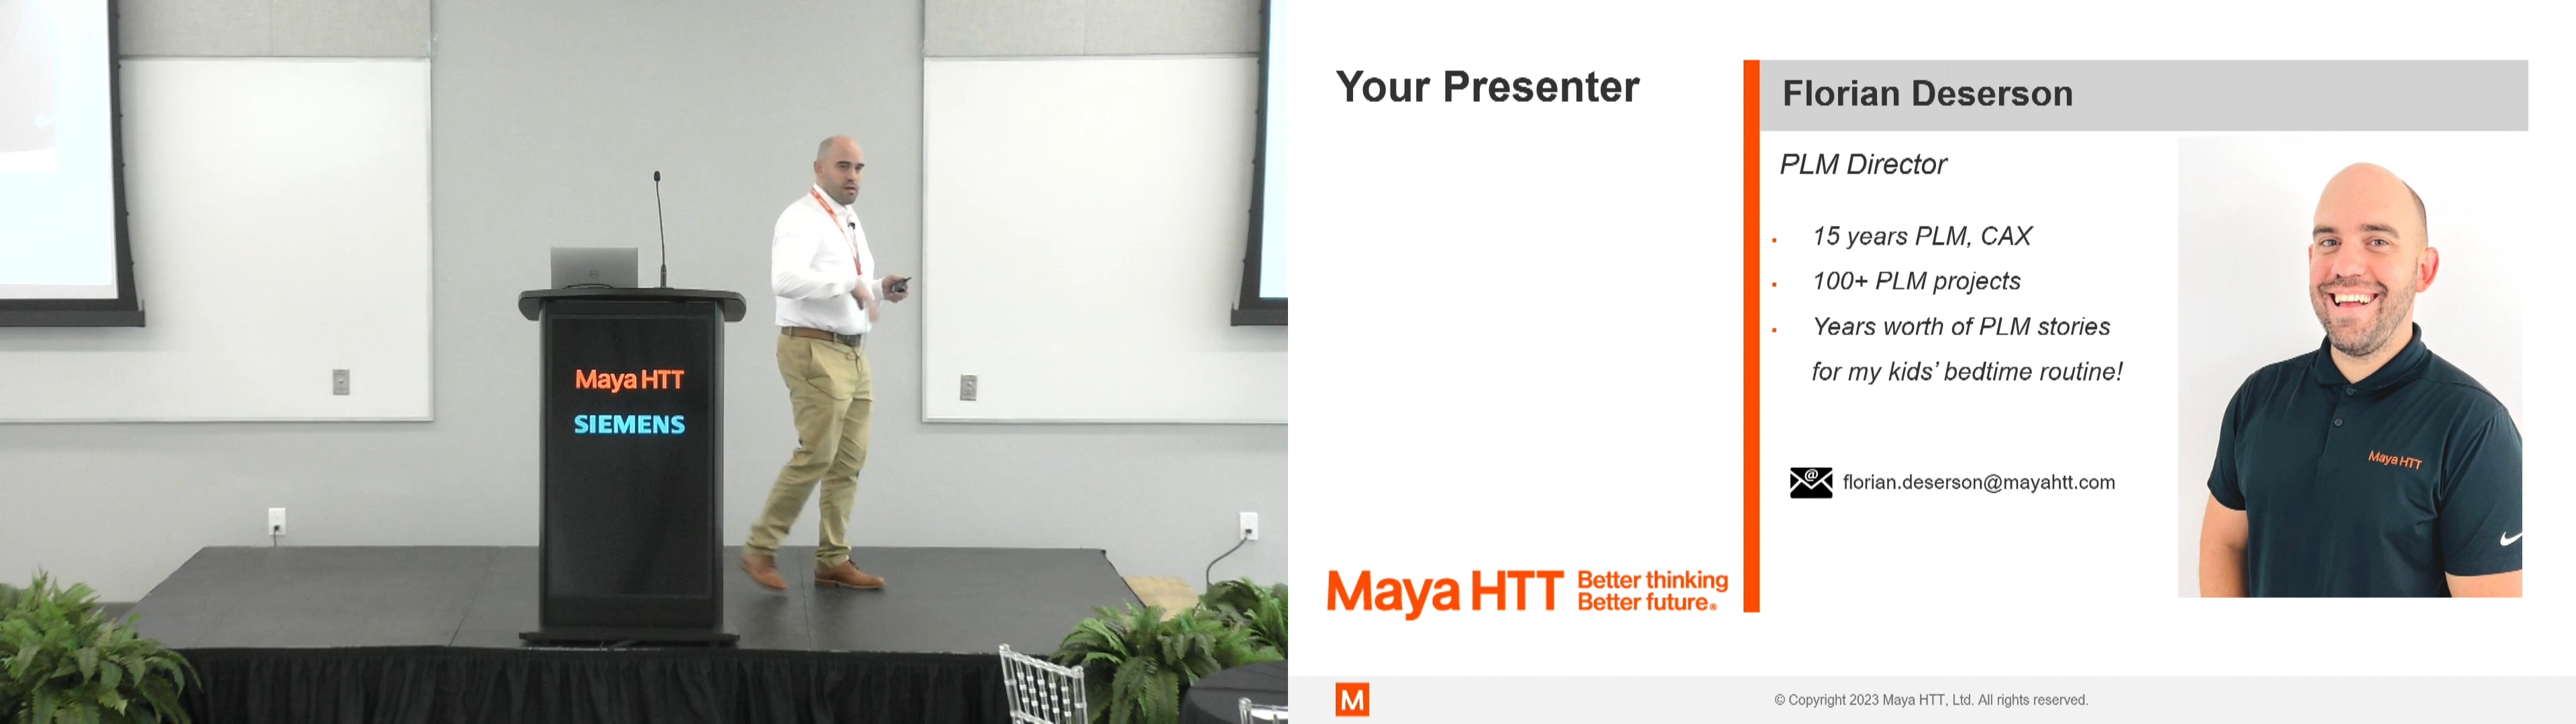 Maya HTT
SIEMENS
Your Presenter
Florian Deserson
PLM Director
15 years PLM, CAX
100+ PLM projects
Years worth of PLM stories
for my kids' bedtime routine!
florian.deserson@mayahtt.com
Maya HTT
Maya HTT Better thinking
Better future®
M
© Copyright 2023 Maya HTT, Ltd. All rights reserved.